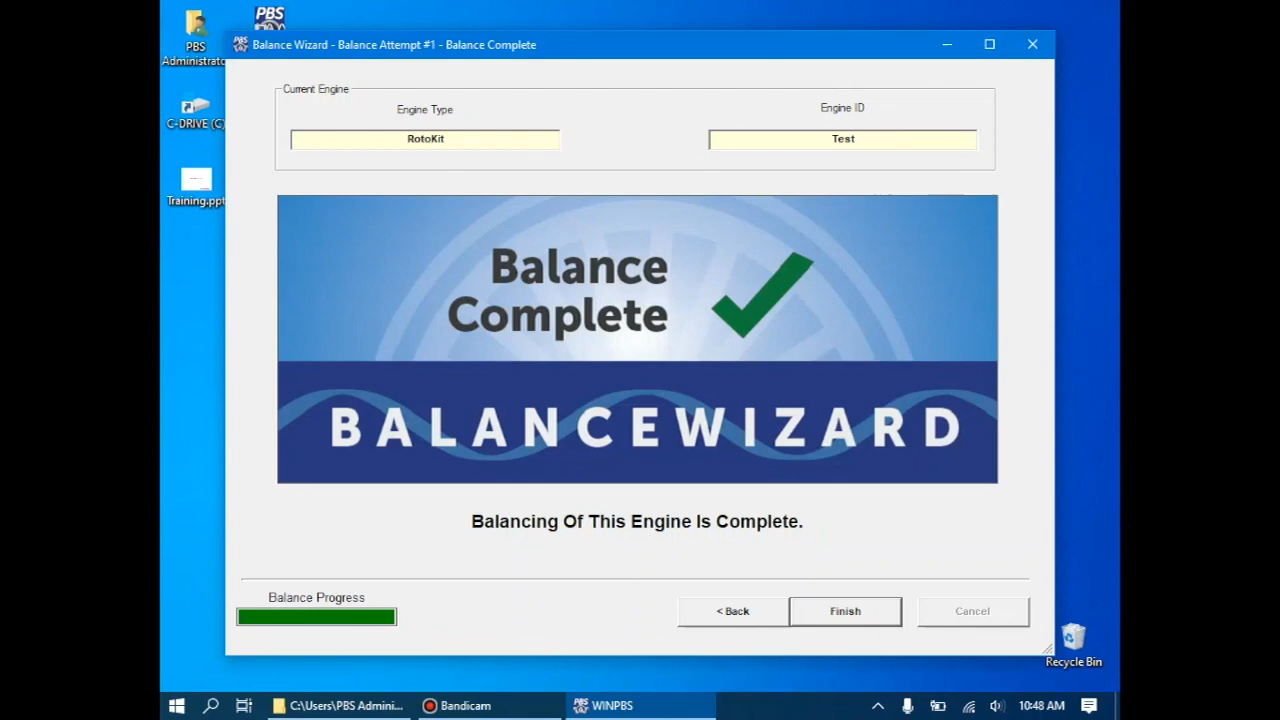 PBS
PBS
Administrato
C-DRIVE (C)
Training.ppt
Balance Wizard - Balance Attempt #1 - Balance Complete
Current Engine
Engine Type
Engine ID
RotoKit
Test
Balance
Complete
BALANCEWIZARD
Balancing Of This Engine Is Complete.
Balance Progress
< Back
Finish
Cancel
Recycle Bin
C:\Users\PBS Admini...
Bandicam
PBS
WINPBS
10:48 AM